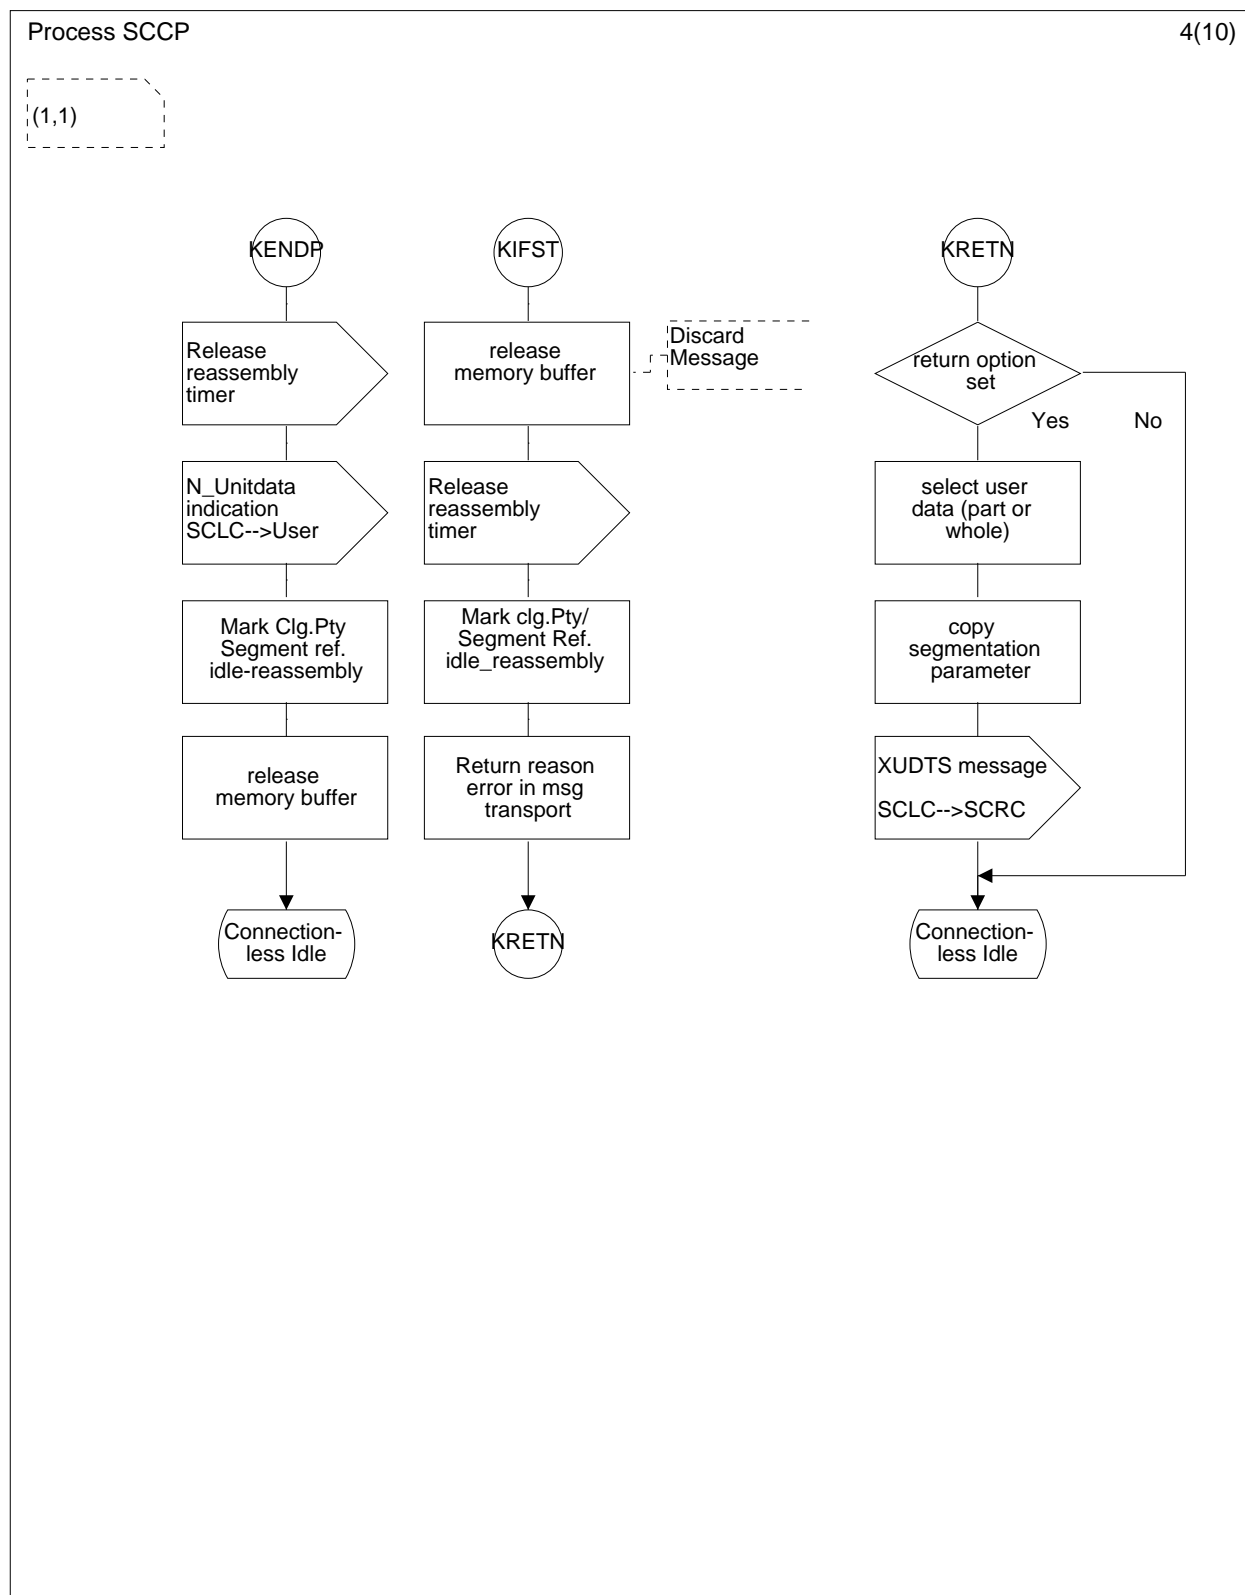 Process SCCP
4(10)
(1,1)
KENDP
Release
reassembly
timer
N_Unitdata
indication
SCLC-->User
Mark Clg.Pty
Segment ref.
idle-reassembly
release
memory buffer
Connection-
less Idle
KIFST
release
memory buffer
Discard
Message
Release
reassembly
timer
Mark clg.Pty/
Segment Ref.
idle_reassembly
Return reason
error in msg
transport
KRETN
KRETN
return option
set
Yes
No
select user
data (part or
whole)
copy
segmentation
parameter
XUDTS message
SCLC-->SCRC
Connection-
less Idle